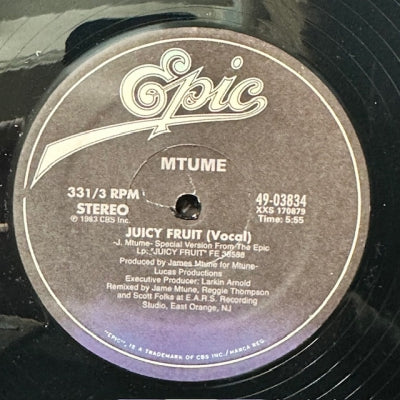 Epic
MTUME
331/3 RPM
STEREO
℗ 1983 CBS Inc.
49-03834
XXS 170879
Time: 5:55
JUICY FRUIT (Vocal)
-J. Mtume- Special Version From The Epic
Lp: "JUICY FRUIT" FE 38588
Produced by James Mtume for Mtume-
Lucas Productions
Executive Producer: Larkin Arnold
Remixed by Jame Mtume, Reggie Thompson
and Scott Folks at E.A.R.S. Recording
Studio, East Orange, NJ
"EPIC", IS A TRADEMARK OF CBS INC./MARCA REG.